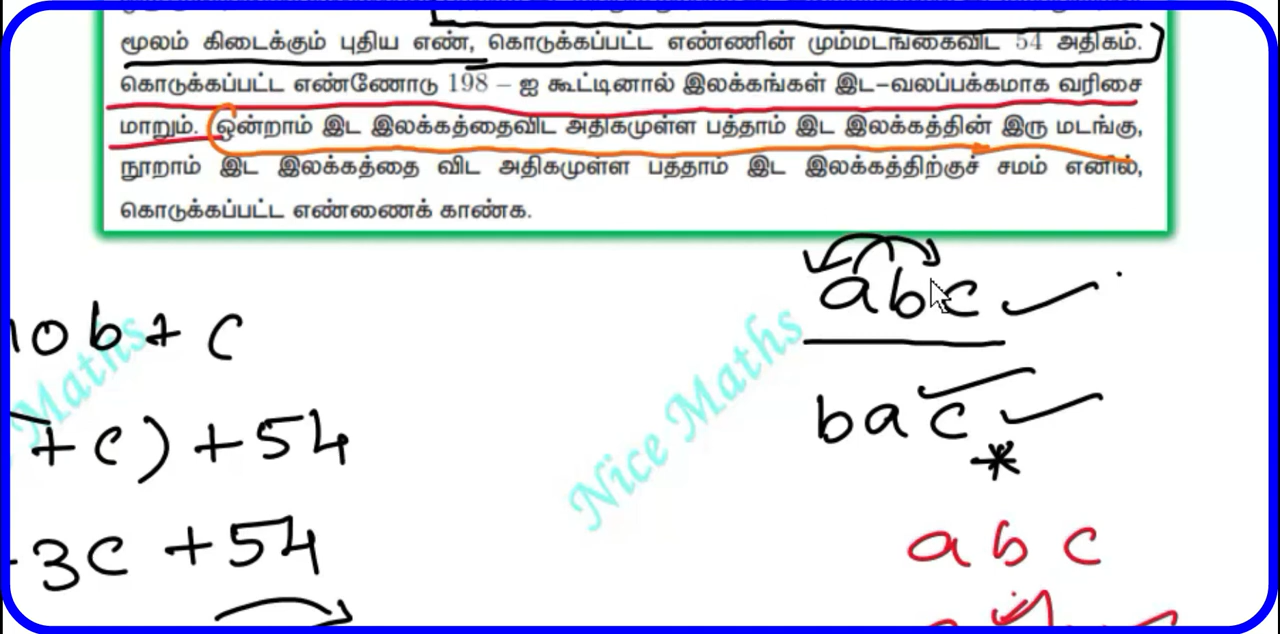 மூலம் கிடைக்கும் புதிய எண், கொடுக்கப்பட்ட எண்ணின் மும்மடங்கைவிட 54 அதிகம்.
கொடுக்கப்பட்ட எண்ணோடு 198 – ஐ கூட்டினால் இலக்கங்கள் இட-வலப்பக்கமாக வரிசை
மாறும். ஒன்றாம் இட இலக்கத்தைவிட அதிகமுள்ள பத்தாம் இட இலக்கத்தின் இரு மடங்கு,
நூறாம் இட இலக்கத்தை விட அதிகமுள்ள பத்தாம் இட இலக்கத்திற்குச் சமம் எனில்,
கொடுக்கப்பட்ட எண்ணைக் காண்க.
abc
10b + c
bac
+ c) + 54
Nice Maths
Maths
abc
3c + 54